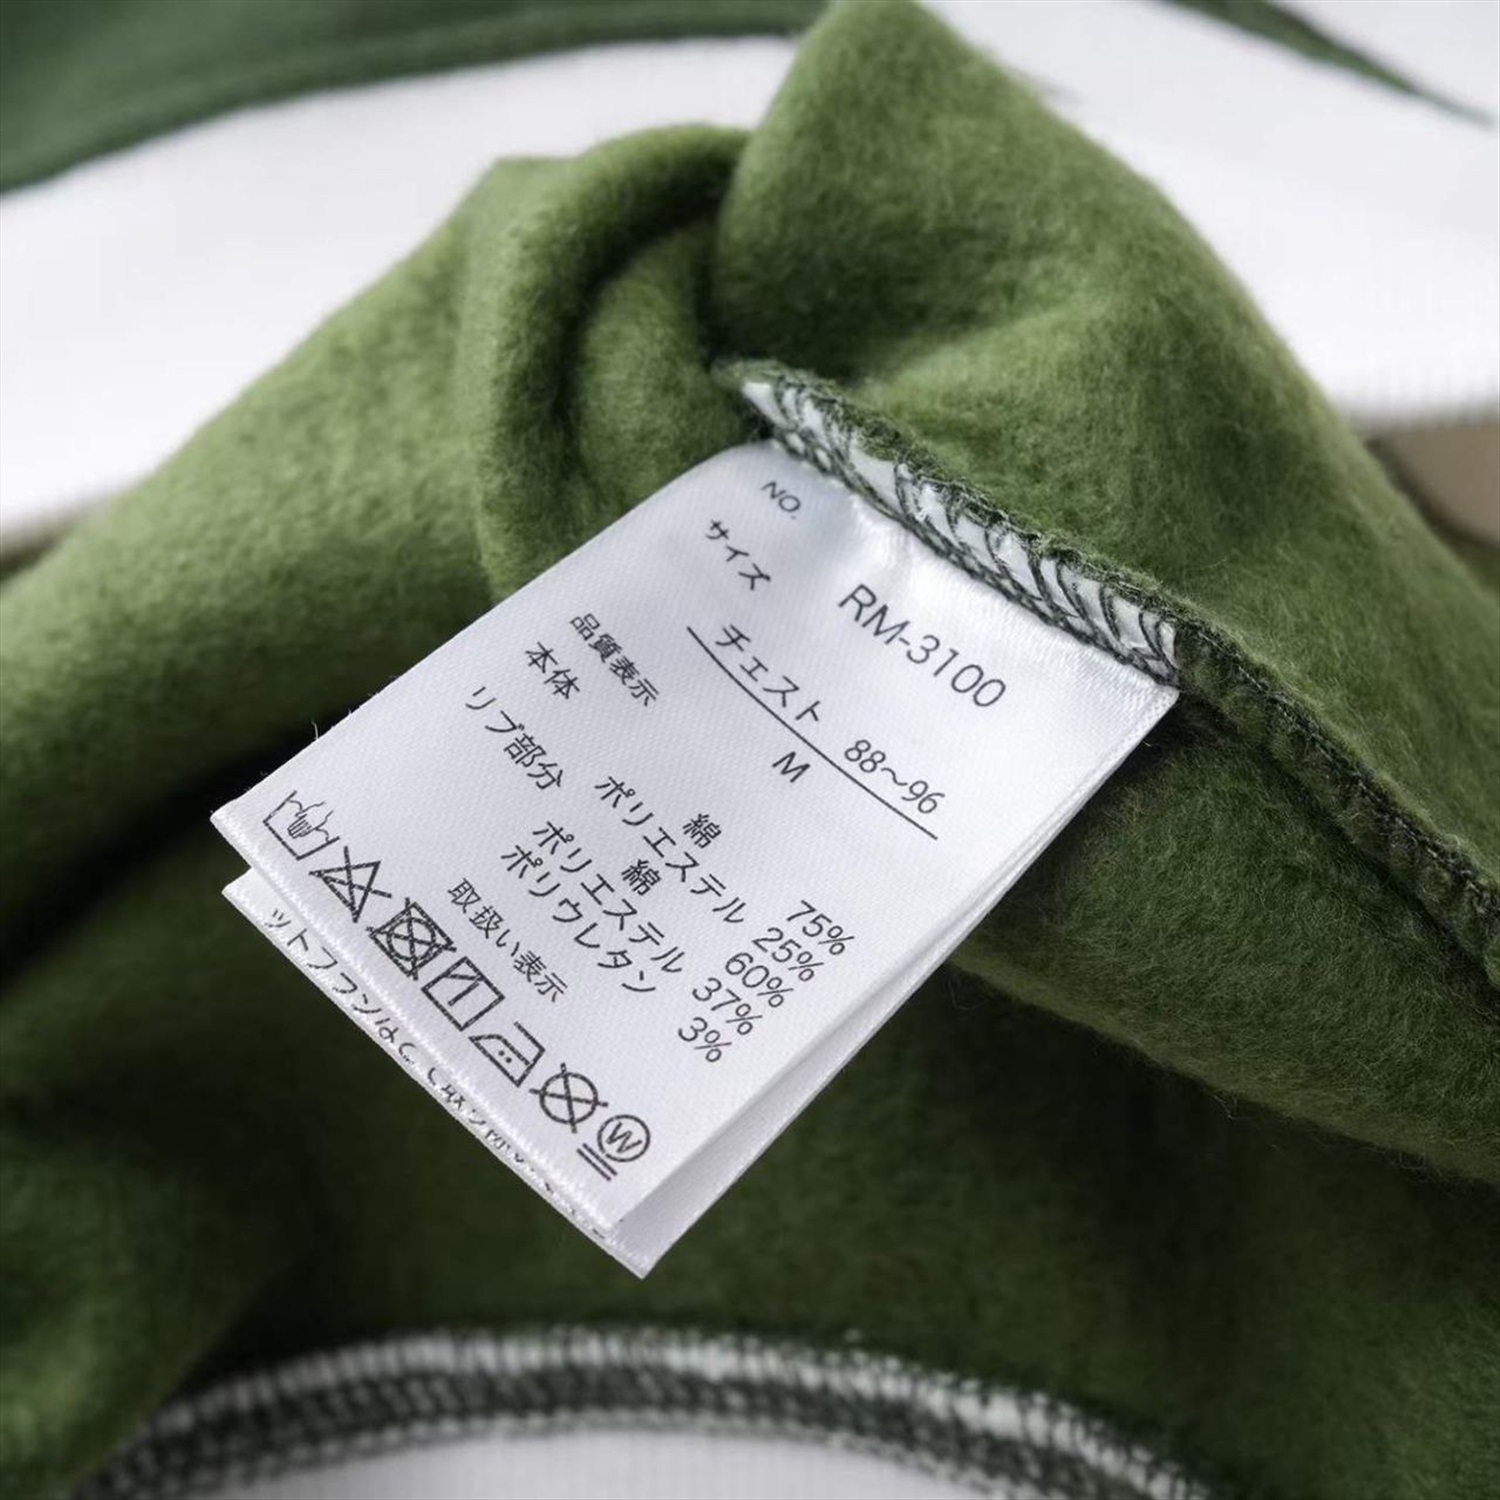 NO. RM-3100
サイズ チェスト 88〜96
M
品質表示
本体 綿 75%
ポリエステル 25%
リブ部分 綿 60%
ポリエステル 37%
ポリウレタン 3%
取扱い表示
W